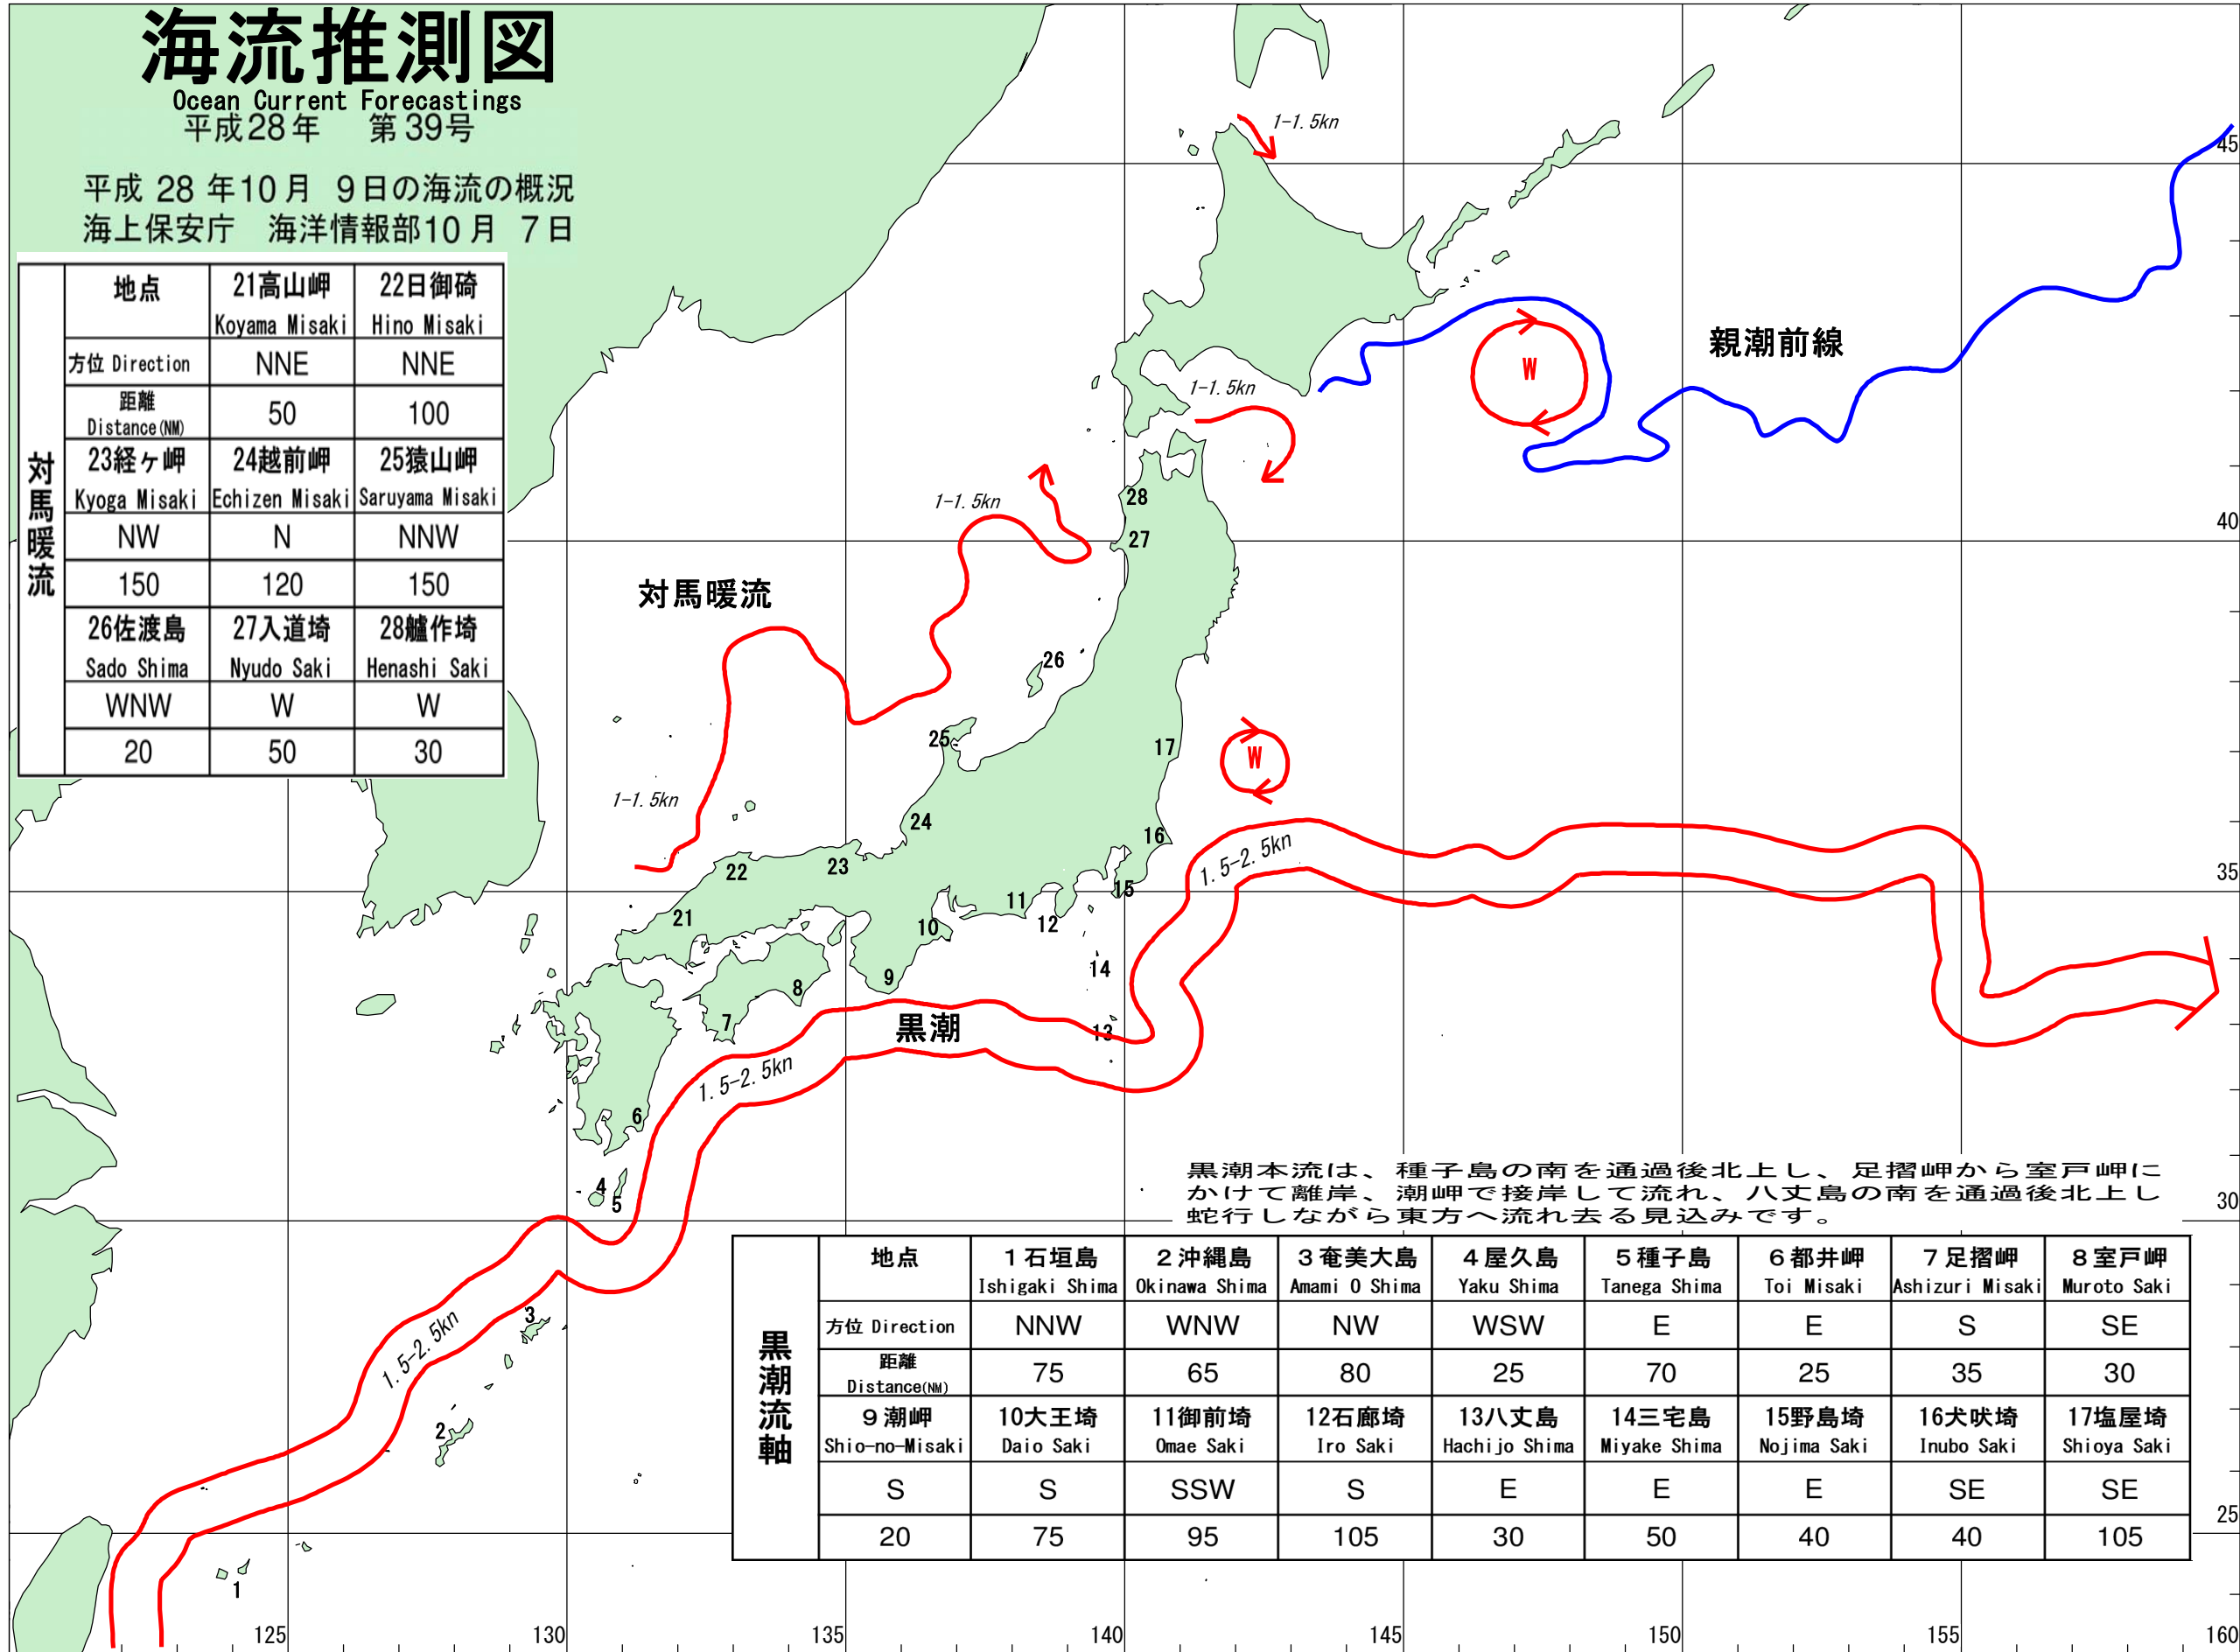 海流推測図
Ocean Current Forecastings
平成28年 第39号
平成 28 年10月 9日の海流の概況
海上保安庁 海洋情報部10月 7日
対馬暖流
地点 21高山岬 22日御碕
Koyama Misaki Hino Misaki
方位 Direction NNE NNE
距離 Distance(NM) 50 100
23経ヶ岬 24越前岬 25猿山岬
Kyoga Misaki Echizen Misaki Saruyama Misaki
NW N NNW
150 120 150
26佐渡島 27入道埼 28艫作埼
Sado Shima Nyudo Saki Henashi Saki
WNW W W
20 50 30
1-1.5kn
45
親潮前線
W
1-1.5kn
1-1.5kn
28
40
27
対馬暖流
26
25
17
W
1-1.5kn
24
16
1.5-2.5kn
22
23
35
15
11
12
21
10
14
9
8
7
黒潮
13
1.5-2.5kn
6
4
5
黒潮本流は、種子島の南を通過後北上し、足摺岬から室戸岬に
かけて離岸、潮岬で接岸して流れ、八丈島の南を通過後北上し
蛇行しながら東方へ流れ去る見込みです。
30
3
1.5-2.5kn
2
1
黒潮流軸
地点 1石垣島 2沖縄島 3奄美大島 4屋久島 5種子島 6都井岬 7足摺岬 8室戸岬
Ishigaki Shima Okinawa Shima Amami O Shima Yaku Shima Tanega Shima Toi Misaki Ashizuri Misaki Muroto Saki
方位 Direction NNW WNW NW WSW E E S SE
距離 Distance(NM) 75 65 80 25 70 25 35 30
9潮岬 10大王埼 11御前埼 12石廊埼 13八丈島 14三宅島 15野島埼 16犬吠埼 17塩屋埼
Shio-no-Misaki Daio Saki Omae Saki Iro Saki Hachijo Shima Miyake Shima Nojima Saki Inubo Saki Shioya Saki
S S SSW S E E E SE SE
20 75 95 105 30 50 40 40 105
25
125 130 135 140 145 150 155 160